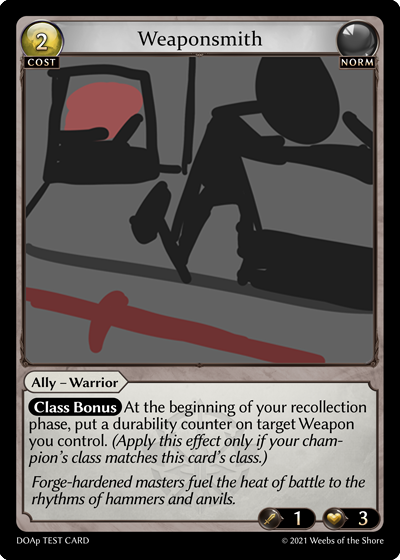 2
Weaponsmith
COST
NORM
Ally – Warrior
Class Bonus At the beginning of your recollection
phase, put a durability counter on target Weapon
you control. (Apply this effect only if your cham-
pion's class matches this card's class.)
Forge-hardened masters fuel the heat of battle to the
rhythms of hammers and anvils.
1
3
DOAp TEST CARD
© 2021 Weebs of the Shore